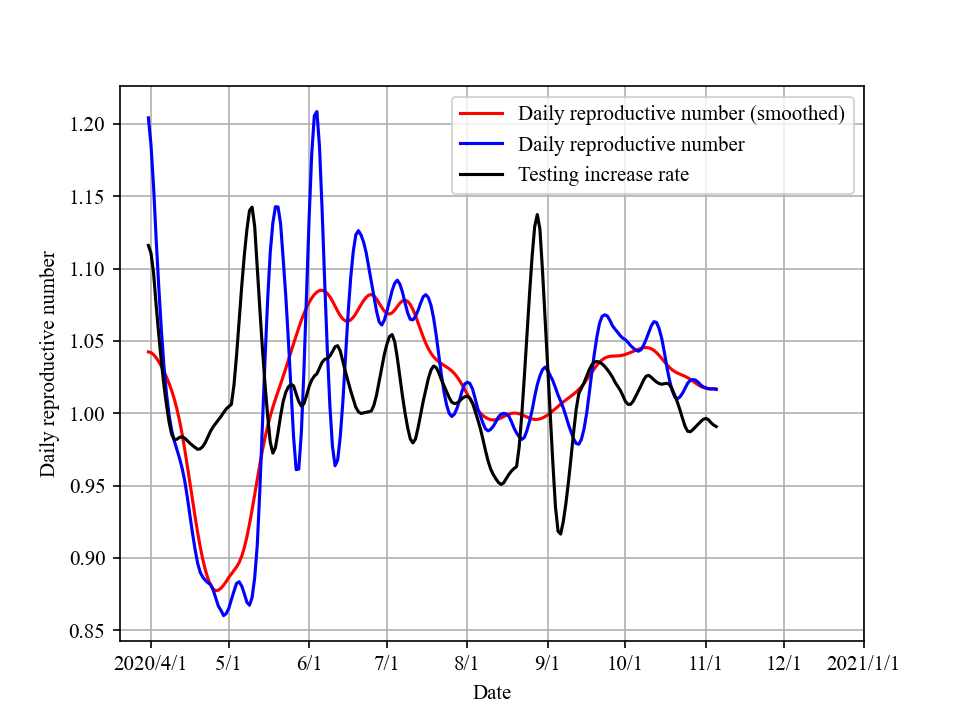 Daily reproductive number (smoothed)
Daily reproductive number
Testing increase rate
Daily reproductive number
1.20
1.15
1.10
1.05
1.00
0.95
0.90
0.85
2020/4/1 5/1 6/1 7/1 8/1 9/1 10/1 11/1 12/1 2021/1/1
Date